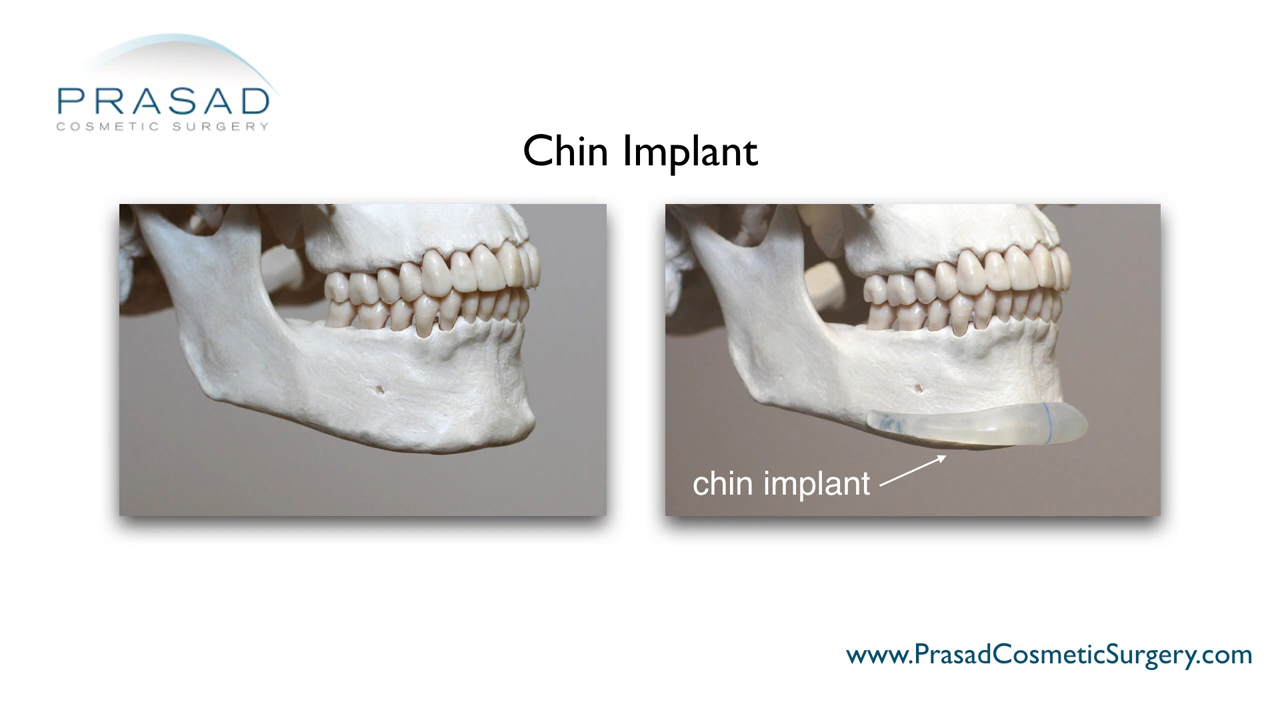 PRASAD
COSMETIC SURGERY
Chin Implant
chin implant
www.PrasadCosmeticSurgery.com